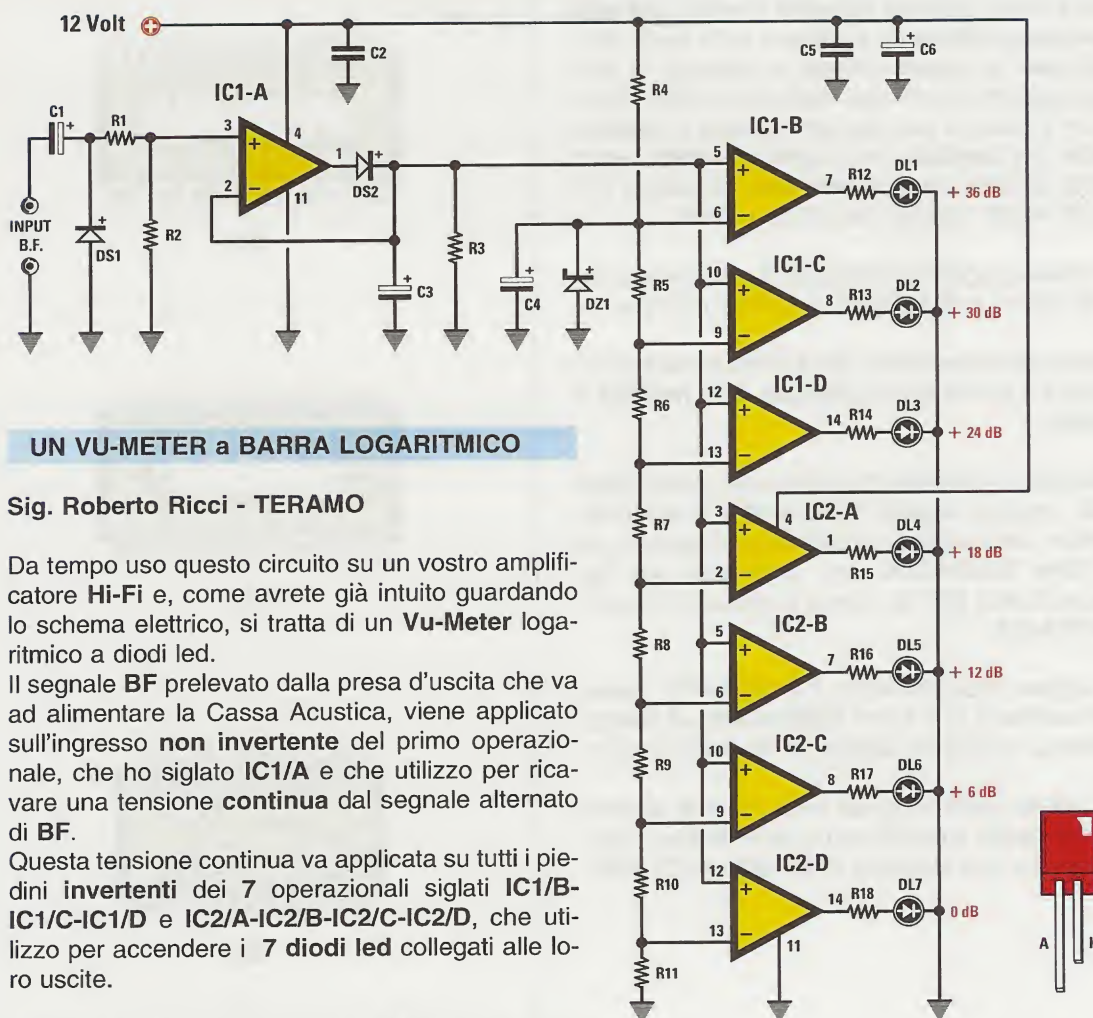 12 Volt
C2
C5
C6
+
R4
IC1-A
C1
+
R1
3
+
4
1
+
2
−
11
DS2
INPUT
B.F.
+
DS1
R2
+
C3
R3
+
C4
DZ1
IC1-B
5
+
6
−
7
R12
DL1
+ 36 dB
R5
IC1-C
10
+
9
−
8
R13
DL2
+ 30 dB
R6
IC1-D
12
+
13
−
14
R14
DL3
+ 24 dB
R7
IC2-A
3
+
4
2
−
1
R15
DL4
+ 18 dB
R8
IC2-B
5
+
6
−
7
R16
DL5
+ 12 dB
R9
IC2-C
10
+
9
−
8
R17
DL6
+ 6 dB
R10
IC2-D
12
+
13
−
14
11
R18
DL7
0 dB
R11
A
UN VU-METER a BARRA LOGARITMICO
Sig. Roberto Ricci - TERAMO
Da tempo uso questo circuito su un vostro amplifi-
catore Hi-Fi e, come avrete già intuito guardando
lo schema elettrico, si tratta di un Vu-Meter loga-
ritmico a diodi led.
Il segnale BF prelevato dalla presa d'uscita che va
ad alimentare la Cassa Acustica, viene applicato
sull'ingresso non invertente del primo operazio-
nale, che ho siglato IC1/A e che utilizzo per rica-
vare una tensione continua dal segnale alternato
di BF.
Questa tensione continua va applicata su tutti i pie-
dini invertenti dei 7 operazionali siglati IC1/B-
IC1/C-IC1/D e IC2/A-IC2/B-IC2/C-IC2/D, che uti-
lizzo per accendere i 7 diodi led collegati alle lo-
ro uscite.